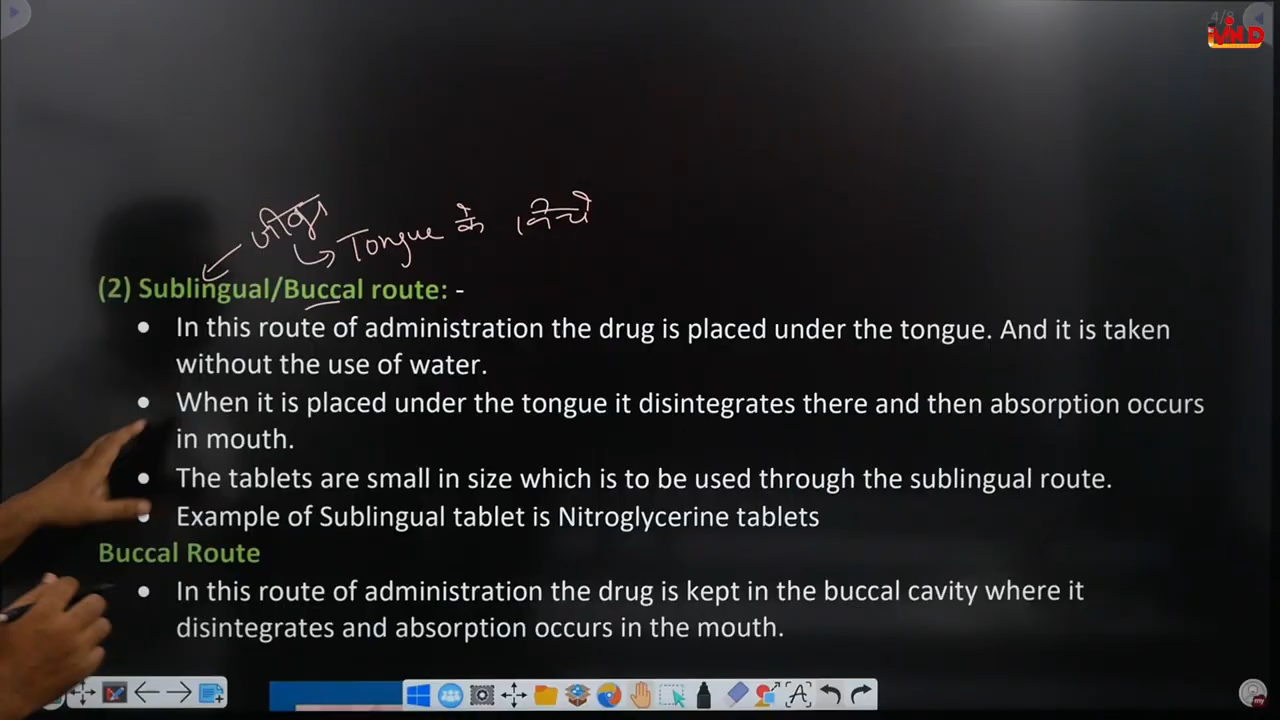 4/8
जीव्हा
Tongue के नीचे
(2) Sublingual/Buccal route: -
• In this route of administration the drug is placed under the tongue. And it is taken
without the use of water.
• When it is placed under the tongue it disintegrates there and then absorption occurs
in mouth.
• The tablets are small in size which is to be used through the sublingual route.
• Example of Sublingual tablet is Nitroglycerine tablets
Buccal Route
• In this route of administration the drug is kept in the buccal cavity where it
disintegrates and absorption occurs in the mouth.
my